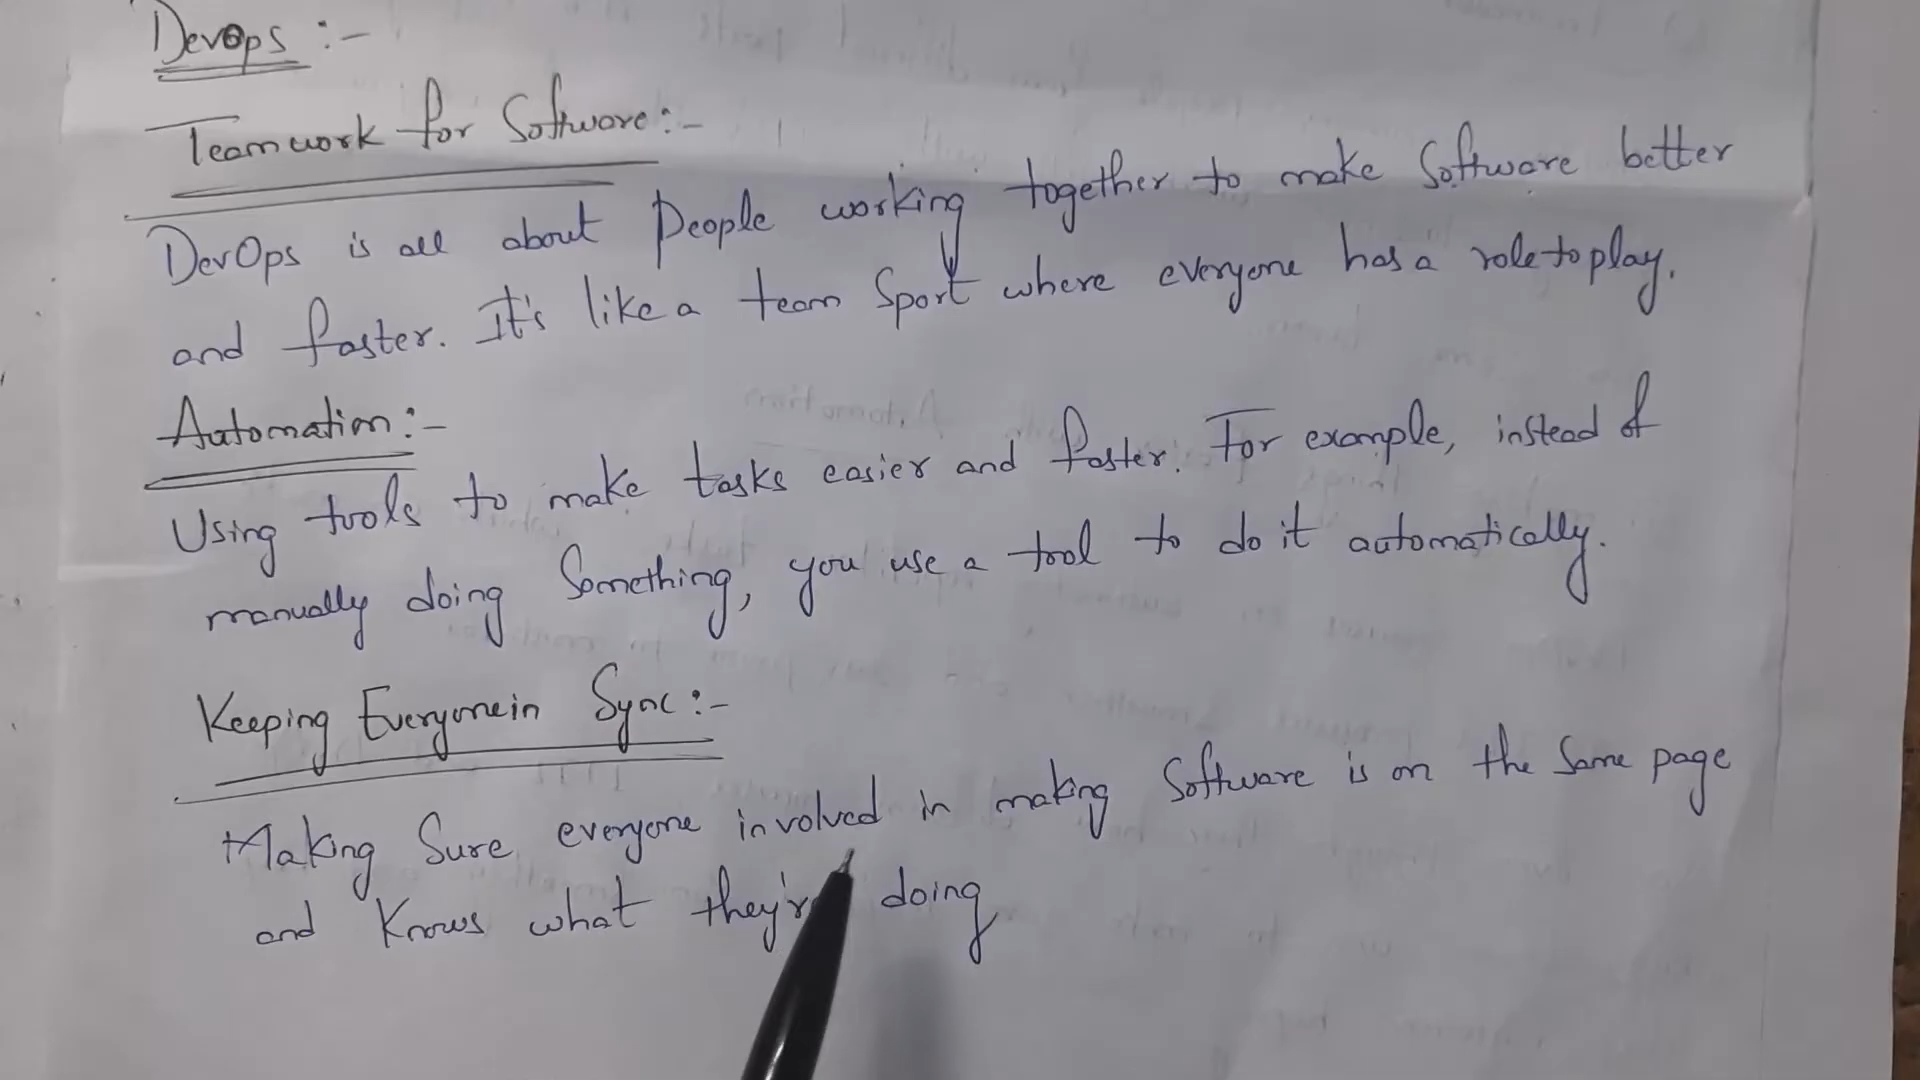 Devops :-
Teamwork for Software:-
DevOps is all about People working together to make Software better
and faster. It's like a team Sport where everyone has a role to play.
Automation:-
Using tools to make tasks easier and faster. For example, instead of
manually doing Something, you use a tool to do it automatically.
Keeping Everyone in Sync:-
Making Sure everyone involved in making Software is on the Same page
and Knows what they're doing